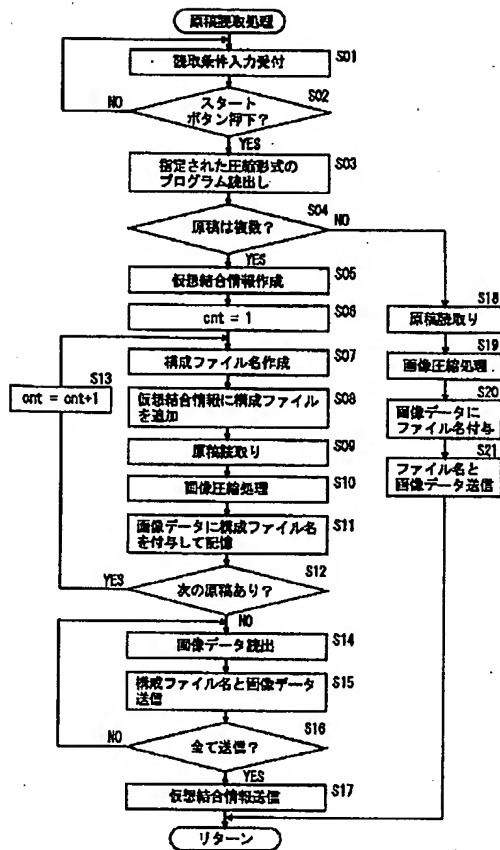 原稿読取処理
読取条件入力受付
S01
スタート
ボタン押下?
S02
NO
YES
指定された圧縮形式の
プログラム読出し
S03
原稿は複数?
S04
NO
YES
仮想結合情報作成
S05
cnt = 1
S06
構成ファイル名作成
S07
仮想結合情報に構成ファイル
を追加
S08
原稿読取り
S09
画像圧縮処理
S10
画像データに構成ファイル名
を付与して記憶
S11
次の原稿あり?
S12
YES
NO
S13
cnt = cnt+1
画像データ読出
S14
構成ファイル名と画像データ
送信
S15
全て送信?
S16
NO
YES
仮想結合情報送信
S17
S18
原稿読取り
S19
画像圧縮処理
S20
画像データに
ファイル名付与
S21
ファイル名と
画像データ送信
リターン